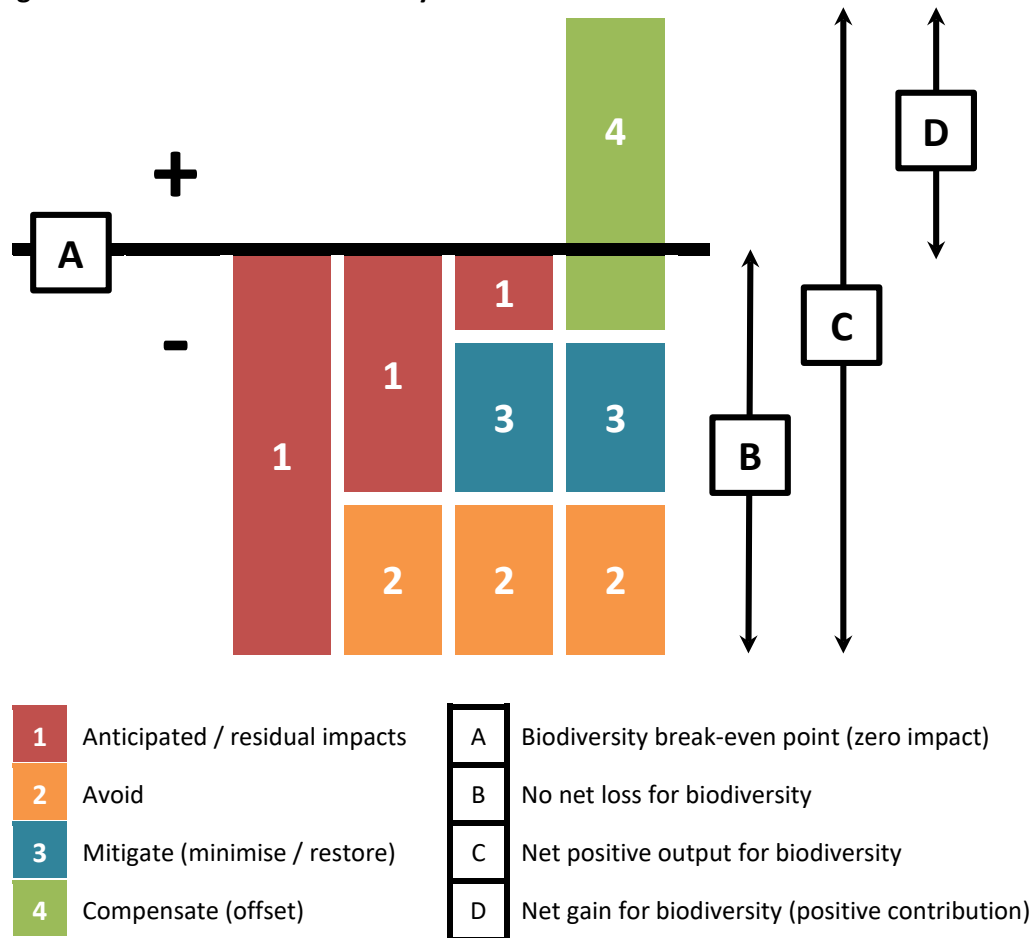 4
D
+
A
1
C
-
1
3
3
B
1
2
2
2
1 Anticipated / residual impacts
2 Avoid
3 Mitigate (minimise / restore)
4 Compensate (offset)
A Biodiversity break-even point (zero impact)
B No net loss for biodiversity
C Net positive output for biodiversity
D Net gain for biodiversity (positive contribution)